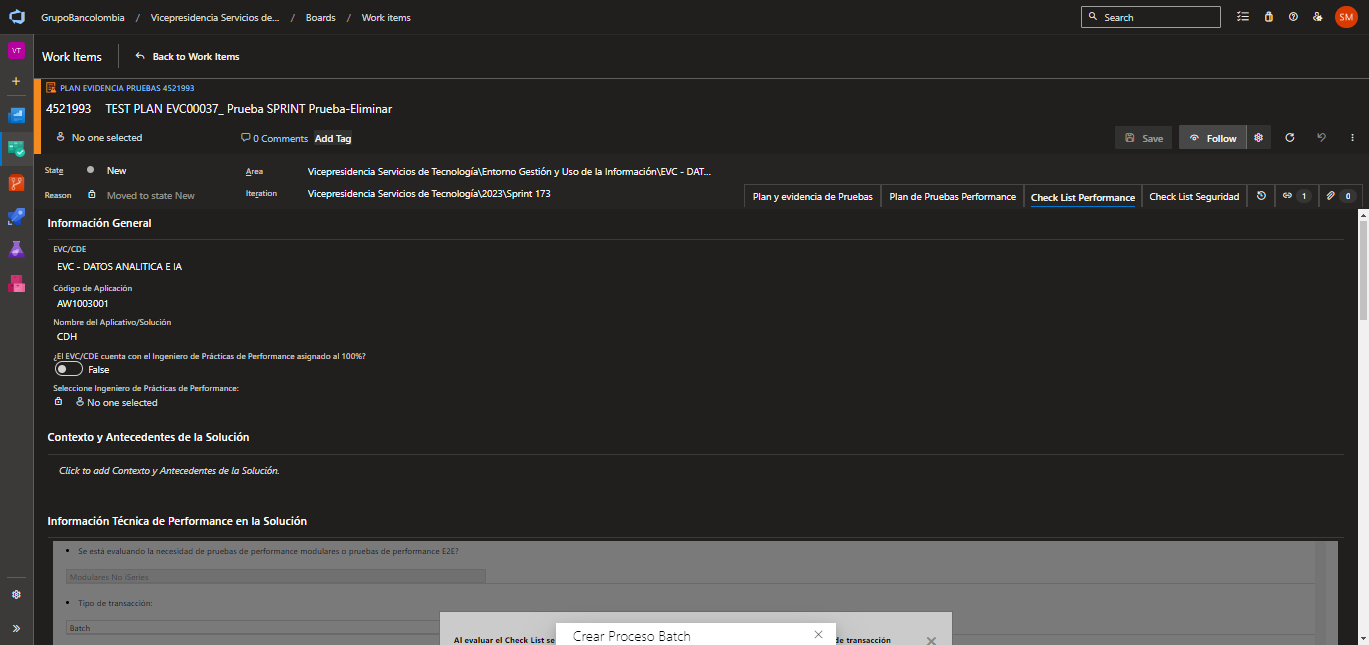 GrupoBancolombia / Vicepresidencia Servicios de... / Boards / Work items
Search
SM
VT
Work Items
Back to Work Items
PLAN EVIDENCIA PRUEBAS 4521993
4521993 TEST PLAN EVC00037_ Prueba SPRINT Prueba-Eliminar
No one selected
0 Comments
Add Tag
Save
Follow
State
New
Area
Vicepresidencia Servicios de Tecnología\Entorno Gestión y Uso de la Información\EVC - DAT...
Reason
Moved to state New
Iteration
Vicepresidencia Servicios de Tecnología\2023\Sprint 173
Plan y evidencia de Pruebas
Plan de Pruebas Performance
Check List Performance
Check List Seguridad
1
0
Información General
EVC/CDE
EVC - DATOS ANALITICA E IA
Código de Aplicación
AW1003001
Nombre del Aplicativo/Solución
CDH
¿El EVC/CDE cuenta con el Ingeniero de Prácticas de Performance asignado al 100%?
False
Seleccione Ingeniero de Prácticas de Performance:
No one selected
Contexto y Antecedentes de la Solución
Click to add Contexto y Antecedentes de la Solución.
Información Técnica de Performance en la Solución
Se está evaluando la necesidad de pruebas de performance modulares o pruebas de performance E2E?
Modulares No iSeries
Tipo de transacción:
Batch
Al evaluar el Check List se
de transacción
Crear Proceso Batch